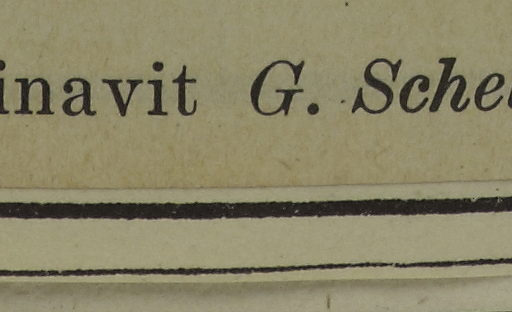 inavit G. Sche